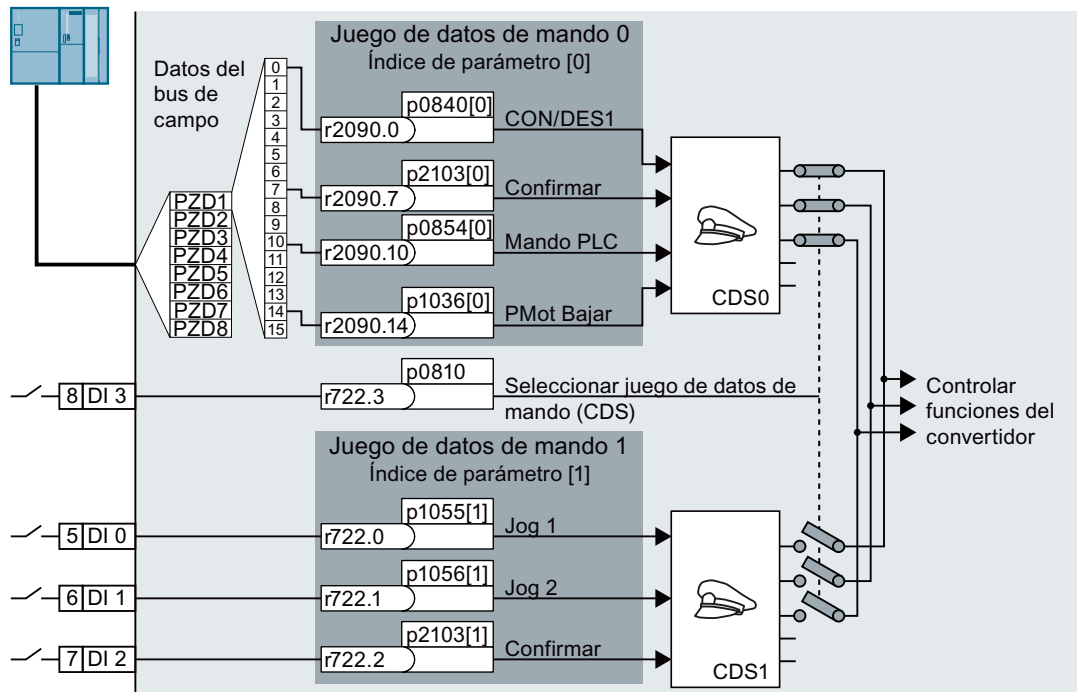 Juego de datos de mando 0
Índice de parámetro [0]
Datos del
bus de
campo
0
1
2
3
4
5
6
7
8
9
10
11
12
13
14
15
PZD1
PZD2
PZD3
PZD4
PZD5
PZD6
PZD7
PZD8
p0840[0]
r2090.0
CON/DES1
p2103[0]
r2090.7
Confirmar
p0854[0]
r2090.10
Mando PLC
p1036[0]
r2090.14
PMot Bajar
CDS0
8 DI 3
p0810
r722.3
Seleccionar juego de datos de
mando (CDS)
Controlar
funciones del
convertidor
Juego de datos de mando 1
Índice de parámetro [1]
5 DI 0
p1055[1]
r722.0
Jog 1
6 DI 1
p1056[1]
r722.1
Jog 2
7 DI 2
p2103[1]
r722.2
Confirmar
CDS1